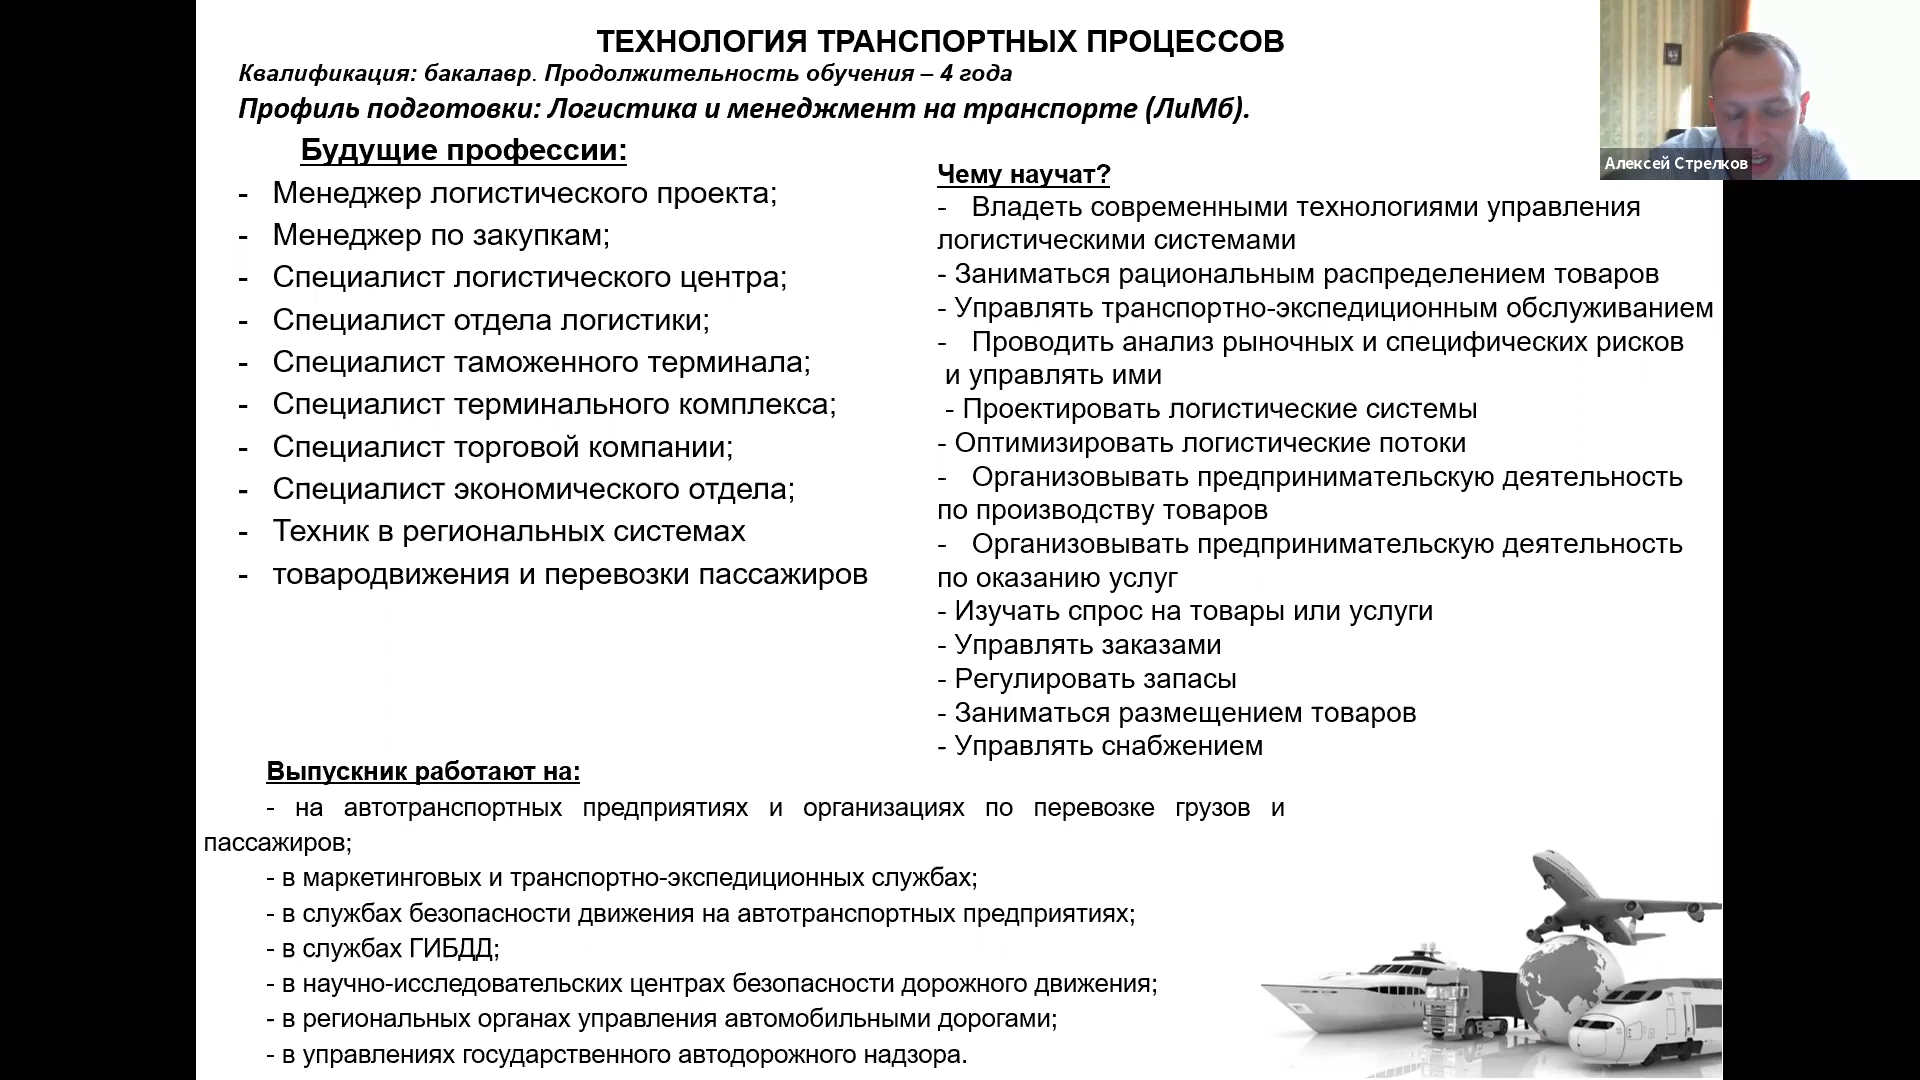 ТЕХНОЛОГИЯ ТРАНСПОРТНЫХ ПРОЦЕССОВ
Квалификация: бакалавр. Продолжительность обучения – 4 года
Профиль подготовки: Логистика и менеджмент на транспорте (ЛиМб).
Будущие профессии:
- Менеджер логистического проекта;
- Менеджер по закупкам;
- Специалист логистического центра;
- Специалист отдела логистики;
- Специалист таможенного терминала;
- Специалист терминального комплекса;
- Специалист торговой компании;
- Специалист экономического отдела;
- Техник в региональных системах
- товародвижения и перевозки пассажиров
Чему научат?
- Владеть современными технологиями управления
логистическими системами
- Заниматься рациональным распределением товаров
- Управлять транспортно-экспедиционным обслуживанием
- Проводить анализ рыночных и специфических рисков
и управлять ими
- Проектировать логистические системы
- Оптимизировать логистические потоки
- Организовывать предпринимательскую деятельность
по производству товаров
- Организовывать предпринимательскую деятельность
по оказанию услуг
- Изучать спрос на товары или услуги
- Управлять заказами
- Регулировать запасы
- Заниматься размещением товаров
- Управлять снабжением
Выпускник работают на:
- на автотранспортных предприятиях и организациях по перевозке грузов и
пассажиров;
- в маркетинговых и транспортно-экспедиционных службах;
- в службах безопасности движения на автотранспортных предприятиях;
- в службах ГИБДД;
- в научно-исследовательских центрах безопасности дорожного движения;
- в региональных органах управления автомобильными дорогами;
- в управлениях государственного автодорожного надзора.
Алексей Стрелков